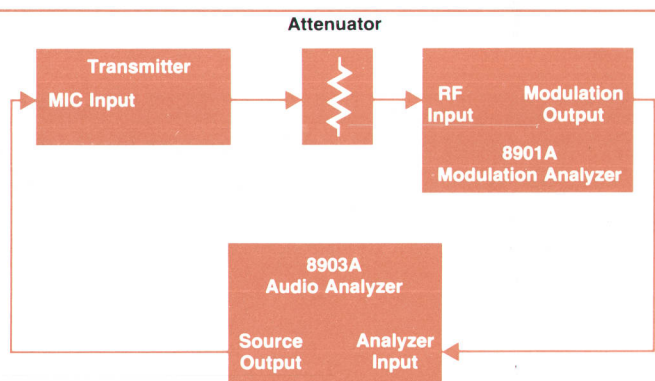 Attenuator
Transmitter
MIC Input
RF Input
Modulation Output
8901A
Modulation Analyzer
8903A
Audio Analyzer
Source Output
Analyzer Input